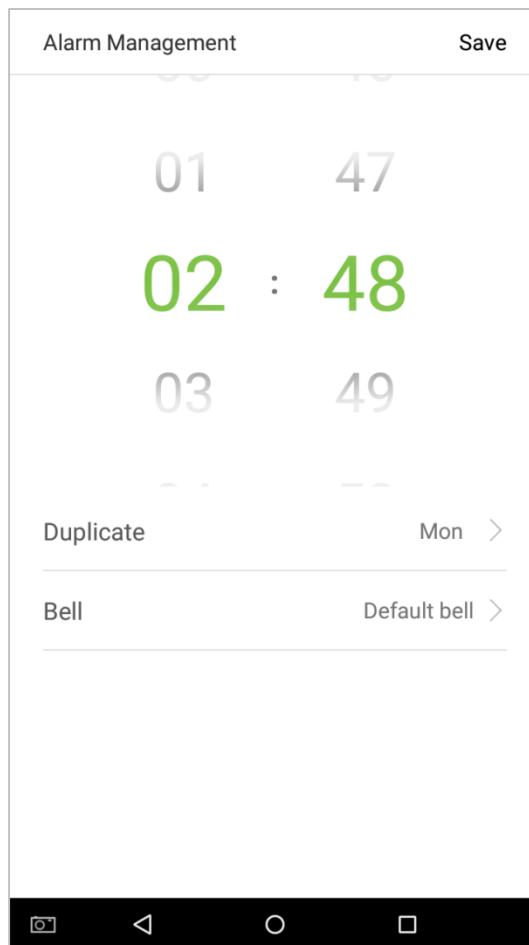 Alarm Management Save
01 47
02 : 48
03 49
Duplicate Mon
Bell Default bell